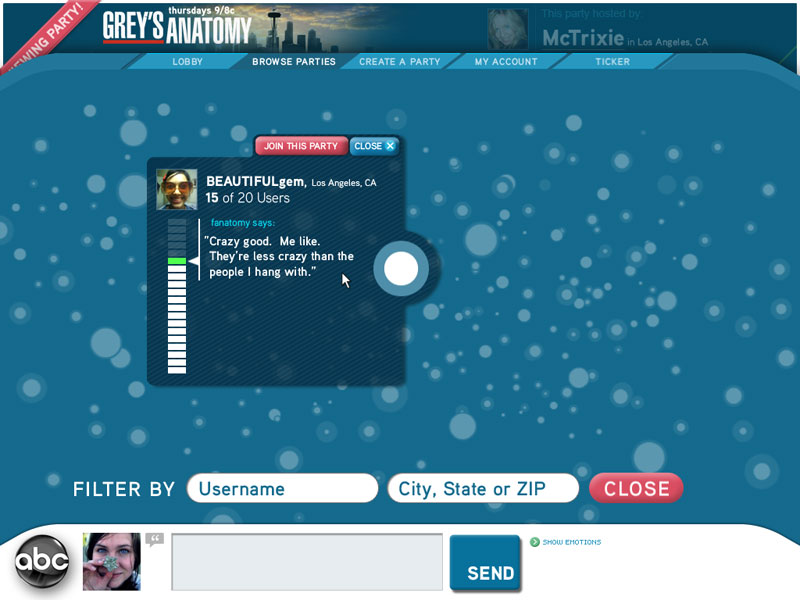 EWING PARTY!
thursdays 9/8c
GREY'S ANATOMY
This party hosted by:
McTrixie in Los Angeles, CA
LOBBY
BROWSE PARTIES
CREATE A PARTY
MY ACCOUNT
TICKER
JOIN THIS PARTY
CLOSE X
BEAUTIFULgem, Los Angeles, CA
15 of 20 Users
fanatomy says:
"Crazy good. Me like.
They're less crazy than the
people I hang with."
FILTER BY
Username
City, State or ZIP
CLOSE
abc
SEND
SHOW EMOTIONS